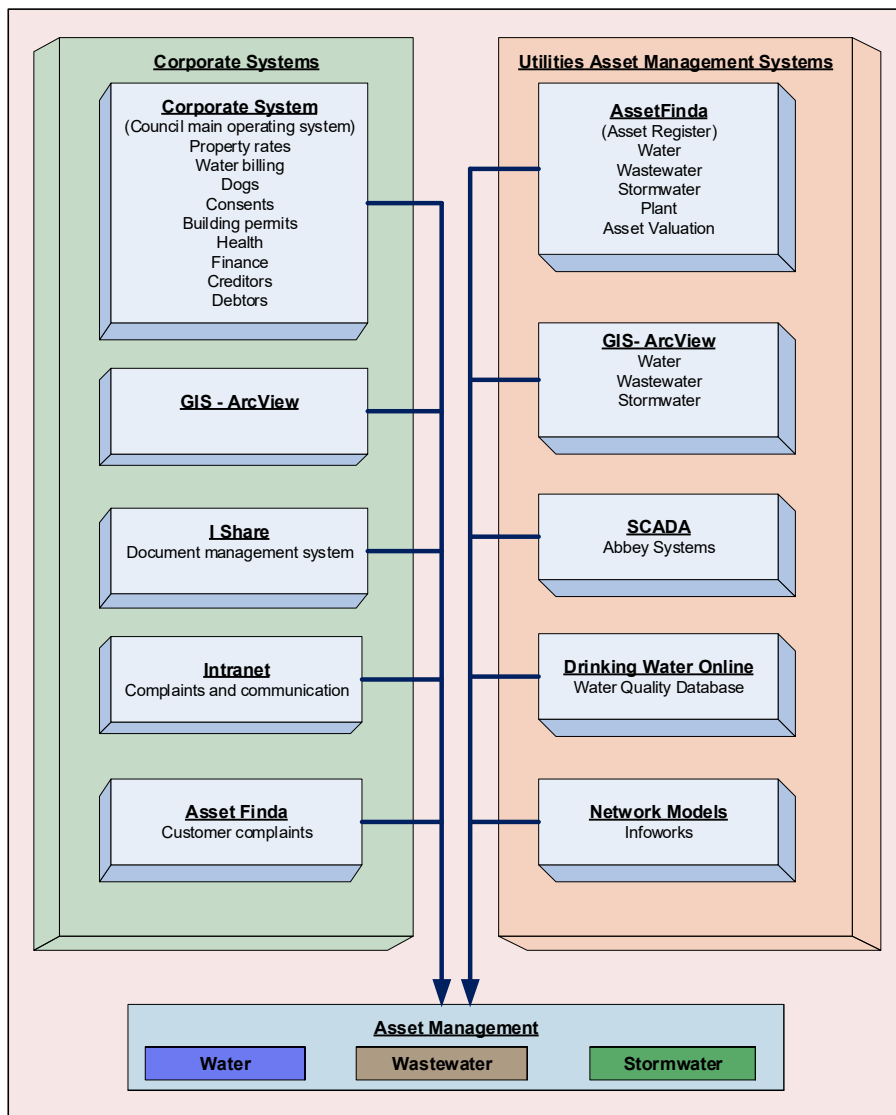 Corporate Systems
Corporate System
(Council main operating system)
Property rates
Water billing
Dogs
Consents
Building permits
Health
Finance
Creditors
Debtors
GIS - ArcView
I Share
Document management system
Intranet
Complaints and communication
Asset Finda
Customer complaints
Utilities Asset Management Systems
AssetFinda
(Asset Register)
Water
Wastewater
Stormwater
Plant
Asset Valuation
GIS- ArcView
Water
Wastewater
Stormwater
SCADA
Abbey Systems
Drinking Water Online
Water Quality Database
Network Models
Infoworks
Asset Management
Water
Wastewater
Stormwater